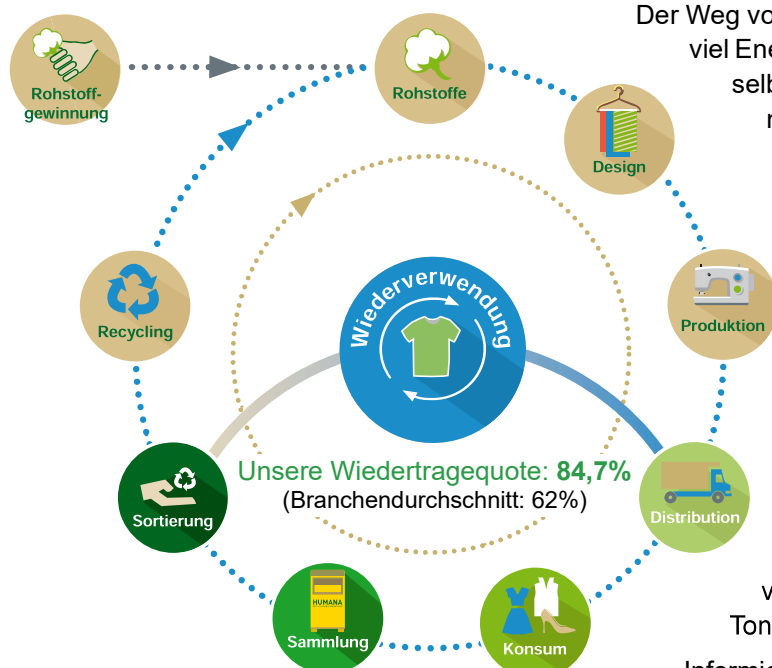 Der Weg vo
viel Ene
selb
Rohstoff-
gewinnung
Rohstoffe
Design
Recycling
Wiederverwendung
Produktion
Unsere Wiedertragequote: 84,7%
(Branchendurchschnitt: 62%)
Sortierung
Distribution
HUMANA
Sammlung
Konsum
v
Ton
Informie